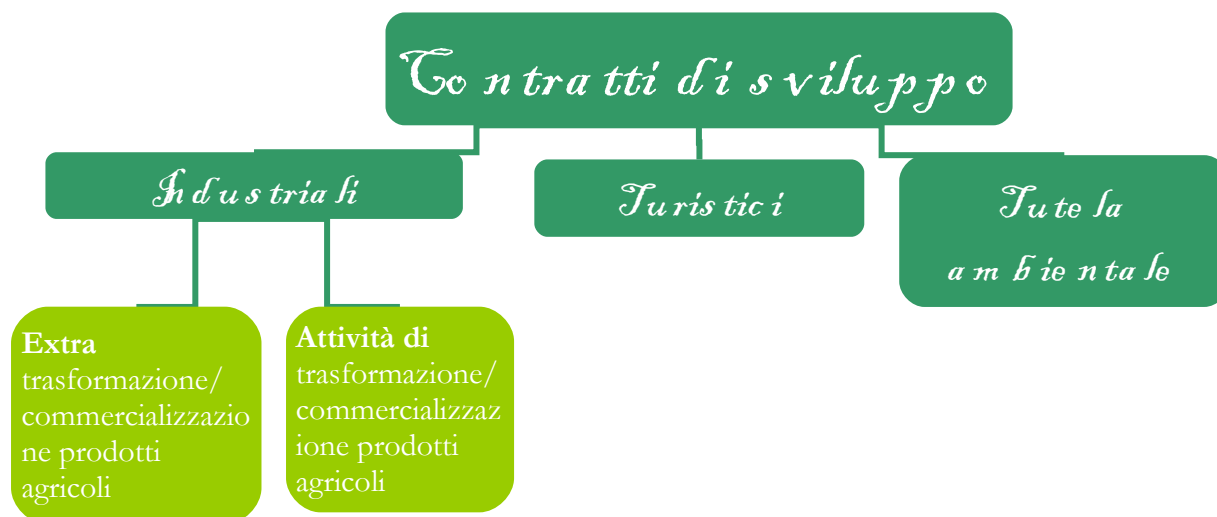 Contratti di sviluppo
Industriali
Turistici
Tutela
ambientale
Extra
trasformazione/
commercializzazio
ne prodotti
agricoli
Attività di
trasformazione/
commercializzaz
ione prodotti
agricoli